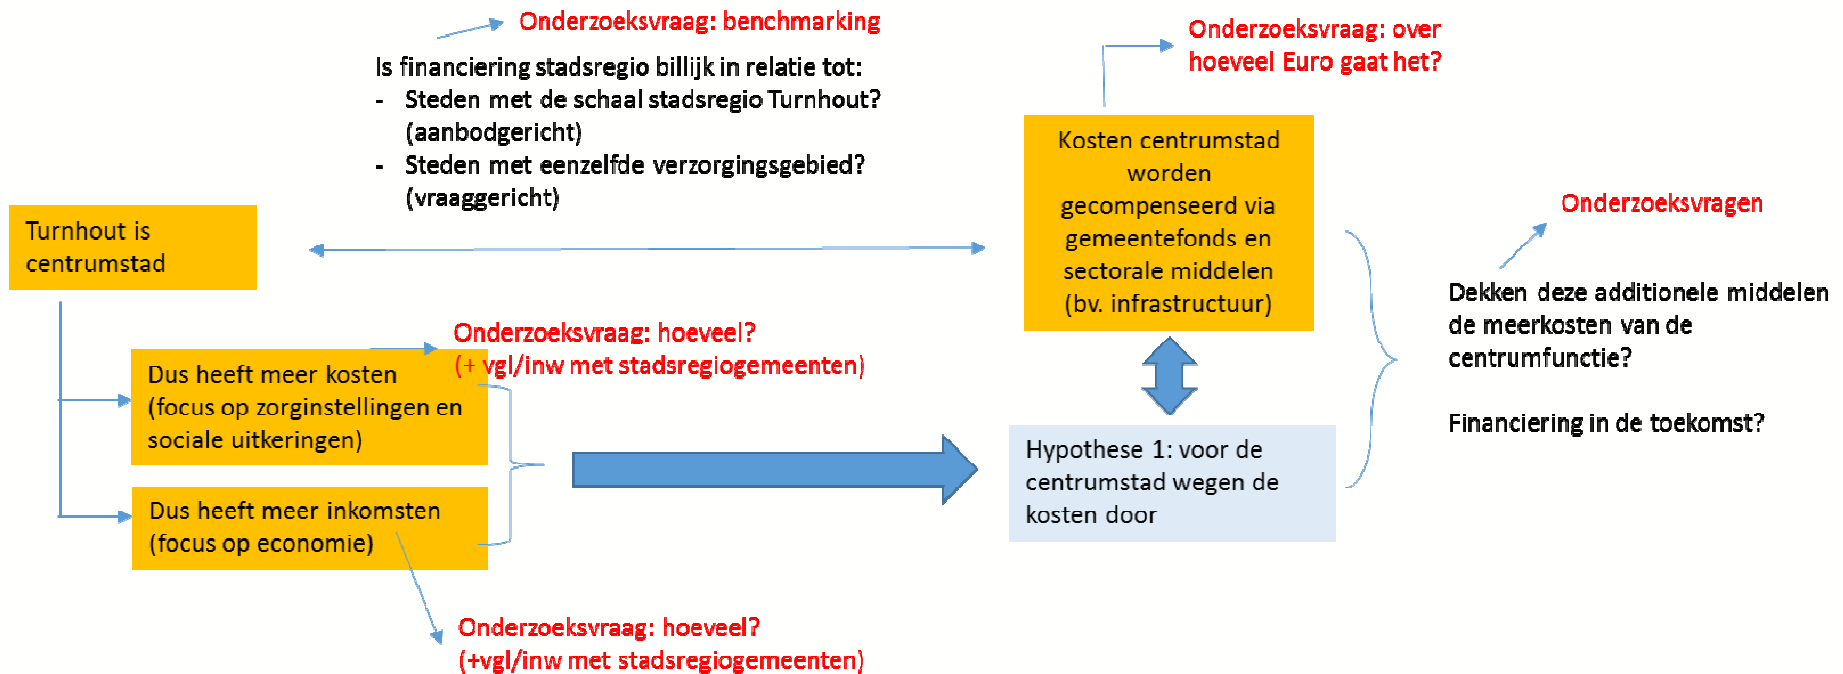 Onderzoeksvraag: benchmarking
Is financiering stadsregio billijk in relatie tot:
- Steden met de schaal stadsregio Turnhout?
(aanbodgericht)
- Steden met eenzelfde verzorgingsgebied?
(vraaggericht)
Onderzoeksvraag: over
hoeveel Euro gaat het?
Kosten centrumstad
worden
gecompenseerd via
gemeentefonds en
sectorale middelen
(bv. infrastructuur)
Turnhout is
centrumstad
Onderzoeksvraag: hoeveel?
(+ vgl/inw met stadsregiogemeenten)
Dus heeft meer kosten
(focus op zorginstellingen en
sociale uitkeringen)
Dus heeft meer inkomsten
(focus op economie)
Onderzoeksvraag: hoeveel?
(+vgl/inw met stadsregiogemeenten)
Hypothese 1: voor de
centrumstad wegen de
kosten door
Onderzoeksvragen
Dekken deze additionele middelen
de meerkosten van de
centrumfunctie?
Financiering in de toekomst?